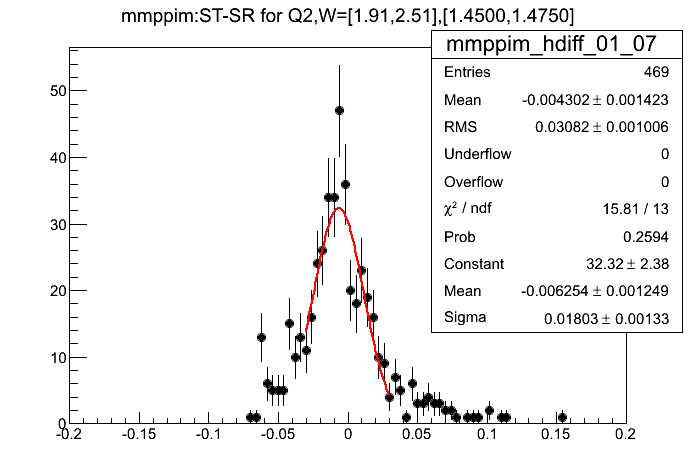 mmppim:ST-SR for Q2,W=[1.91,2.51],[1.4500,1.4750]
mmppim_hdiff_01_07
Entries 469
Mean -0.004302 ± 0.001423
RMS 0.03082 ± 0.001006
Underflow 0
Overflow 0
χ² / ndf 15.81 / 13
Prob 0.2594
Constant 32.32 ± 2.38
Mean -0.006254 ± 0.001249
Sigma 0.01803 ± 0.00133
50
40
30
20
10
0
-0.2 -0.15 -0.1 -0.05 0 0.05 0.1 0.15 0.2